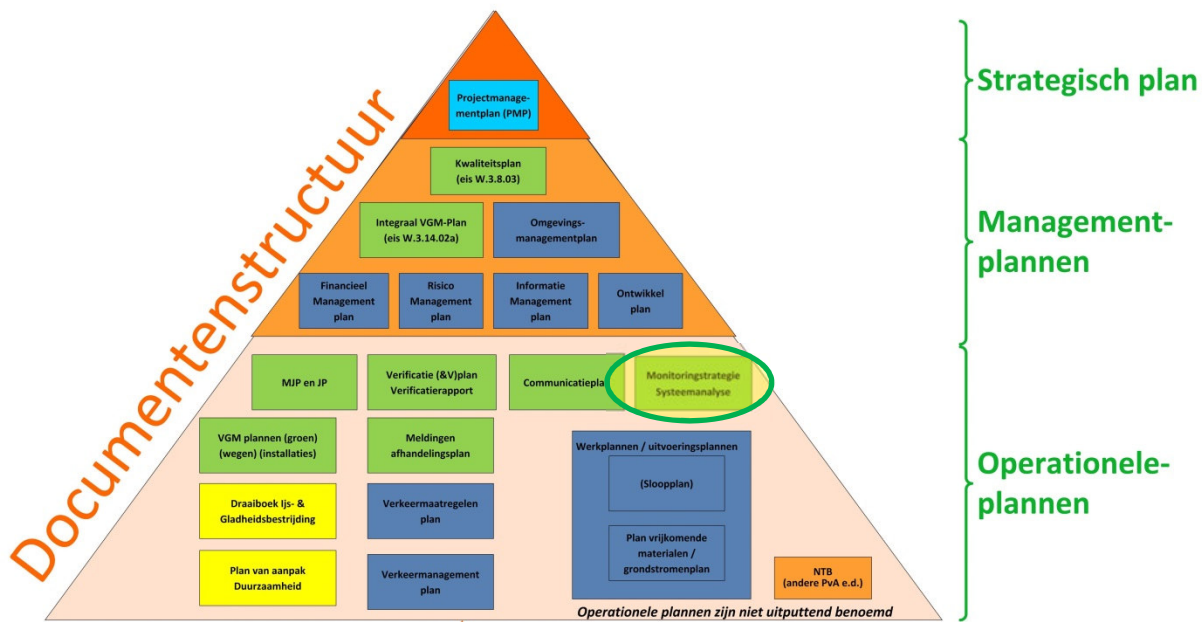 Documentenstructuur
Projectmanage-
mentplan (PMP)
Strategisch plan
Kwaliteitsplan
(eis W.3.8.03)
Integraal VGM-Plan
(eis W.3.14.02a)
Omgevings-
managementplan
Management-
plannen
Financieel
Management
plan
Risico
Management
plan
Informatie
Management
plan
Ontwikkel
plan
MJP en JP
Verificatie (&V)plan
Verificatierapport
Communicatiepla
Monitoringstrategie
Systeemanalyse
VGM plannen (groen)
(wegen) (installaties)
Meldingen
afhandelingsplan
Werkplannen / uitvoeringsplannen
(Sloopplan)
Operationele-
plannen
Draaiboek Ijs- &
Gladheidsbestrijding
Verkeermaatregelen
plan
Plan vrijkomende
materialen /
grondstromenplan
Plan van aanpak
Duurzaamheid
Verkeermanagement
plan
NTB
(andere PvA e.d.)
Operationele plannen zijn niet uitputtend benoemd